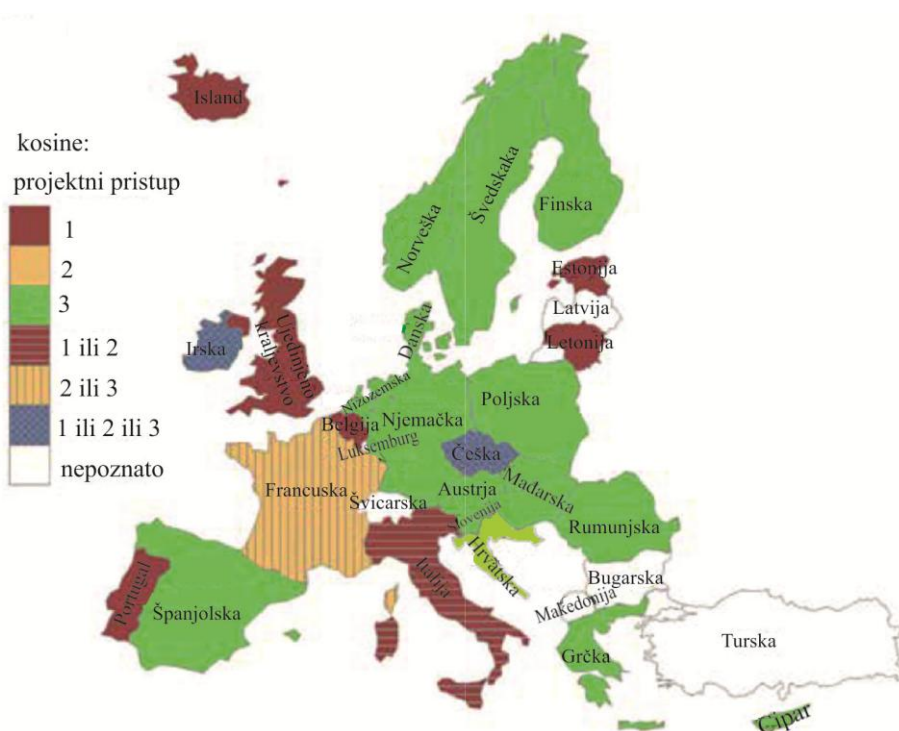 kosine:
projektni pristup
1
2
3
1 ili 2
2 ili 3
1 ili 2 ili 3
nepoznato
Island
Norveška
Švedskaka
Finska
Estonija
Latvija
Letonija
Danska
Irska
Ujedinjeno
kraljevstvo
Nizozemska
Belgija
Luksemburg
Njemačka
Poljska
Češka
Francuska
Švicarska
Austrja
Mađarska
Slovenija
Hrvatska
Rumunjska
Bugarska
Makedonija
Italija
Portugal
Španjolska
Grčka
Turska
Cipar